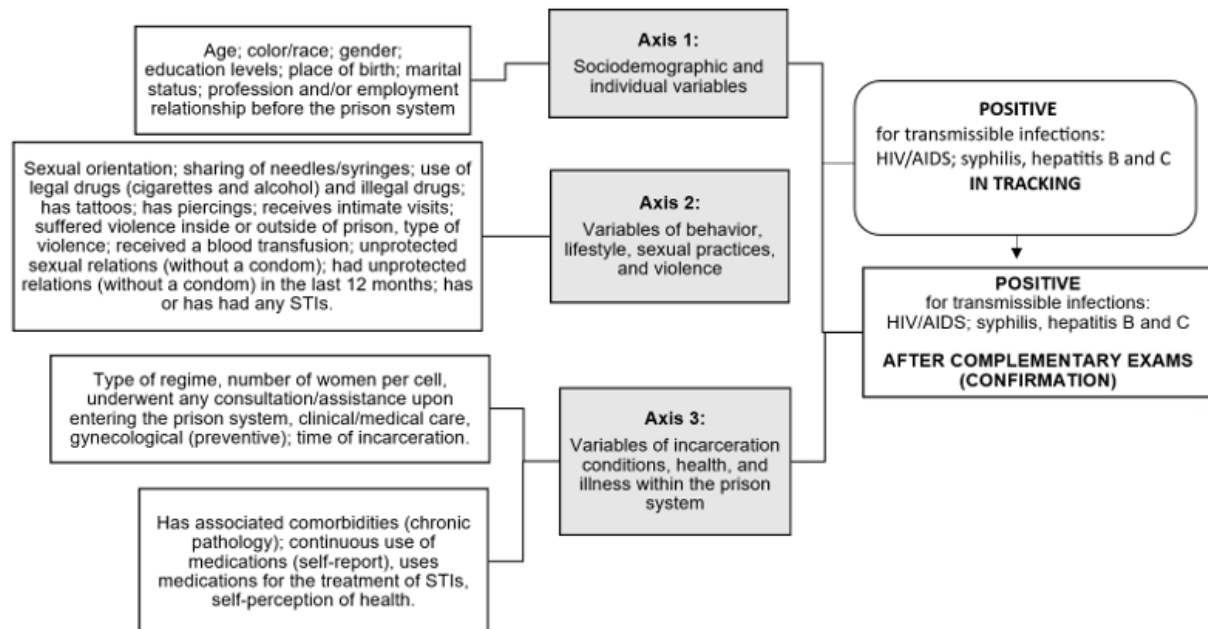 Age; color/race; gender;
education levels; place of birth; marital
status; profession and/or employment
relationship before the prison system
Axis 1:
Sociodemographic and
individual variables
POSITIVE
for transmissible infections:
HIV/AIDS; syphilis, hepatitis B and C
IN TRACKING
Sexual orientation; sharing of needles/syringes; use of
legal drugs (cigarettes and alcohol) and illegal drugs;
has tattoos; has piercings; receives intimate visits;
suffered violence inside or outside of prison, type of
violence; received a blood transfusion; unprotected
sexual relations (without a condom); had unprotected
relations (without a condom) in the last 12 months; has
or has had any STIs.
Axis 2:
Variables of behavior,
lifestyle, sexual practices,
and violence
POSITIVE
for transmissible infections:
HIV/AIDS; syphilis, hepatitis B and C
AFTER COMPLEMENTARY EXAMS
(CONFIRMATION)
Type of regime, number of women per cell,
underwent any consultation/assistance upon
entering the prison system, clinical/medical care,
gynecological (preventive); time of incarceration.
Axis 3:
Variables of incarceration
conditions, health, and
illness within the prison
system
Has associated comorbidities (chronic
pathology); continuous use of
medications (self-report), uses
medications for the treatment of STIs,
self-perception of health.